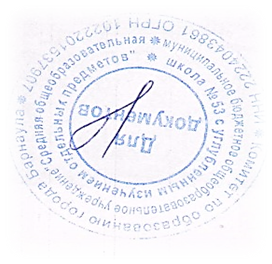 Комитет по образованию города Барнаула * ИНН 2224043861 ОГРН 1022201537907 *
муниципальное бюджетное общеобразовательное учреждение "Средняя общеобразовательная
школа №53 с углубленным изучением отдельных предметов" *
Для
документов